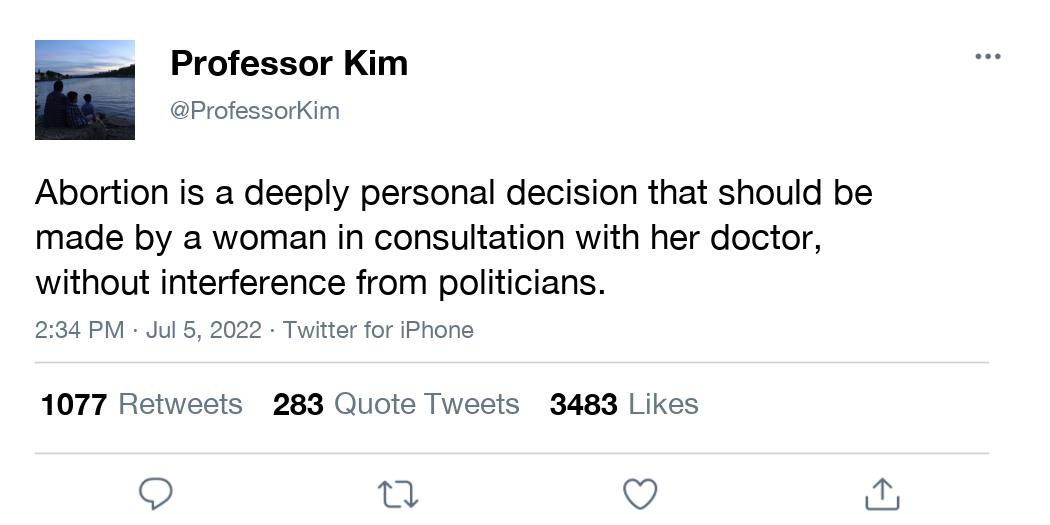 Professor Kim
@ProfessorKim
Abortion is a deeply personal decision that should be
made by a woman in consultation with her doctor,
without interference from politicians.
2:34 PM · Jul 5, 2022 · Twitter for iPhone
1077 Retweets 283 Quote Tweets 3483 Likes